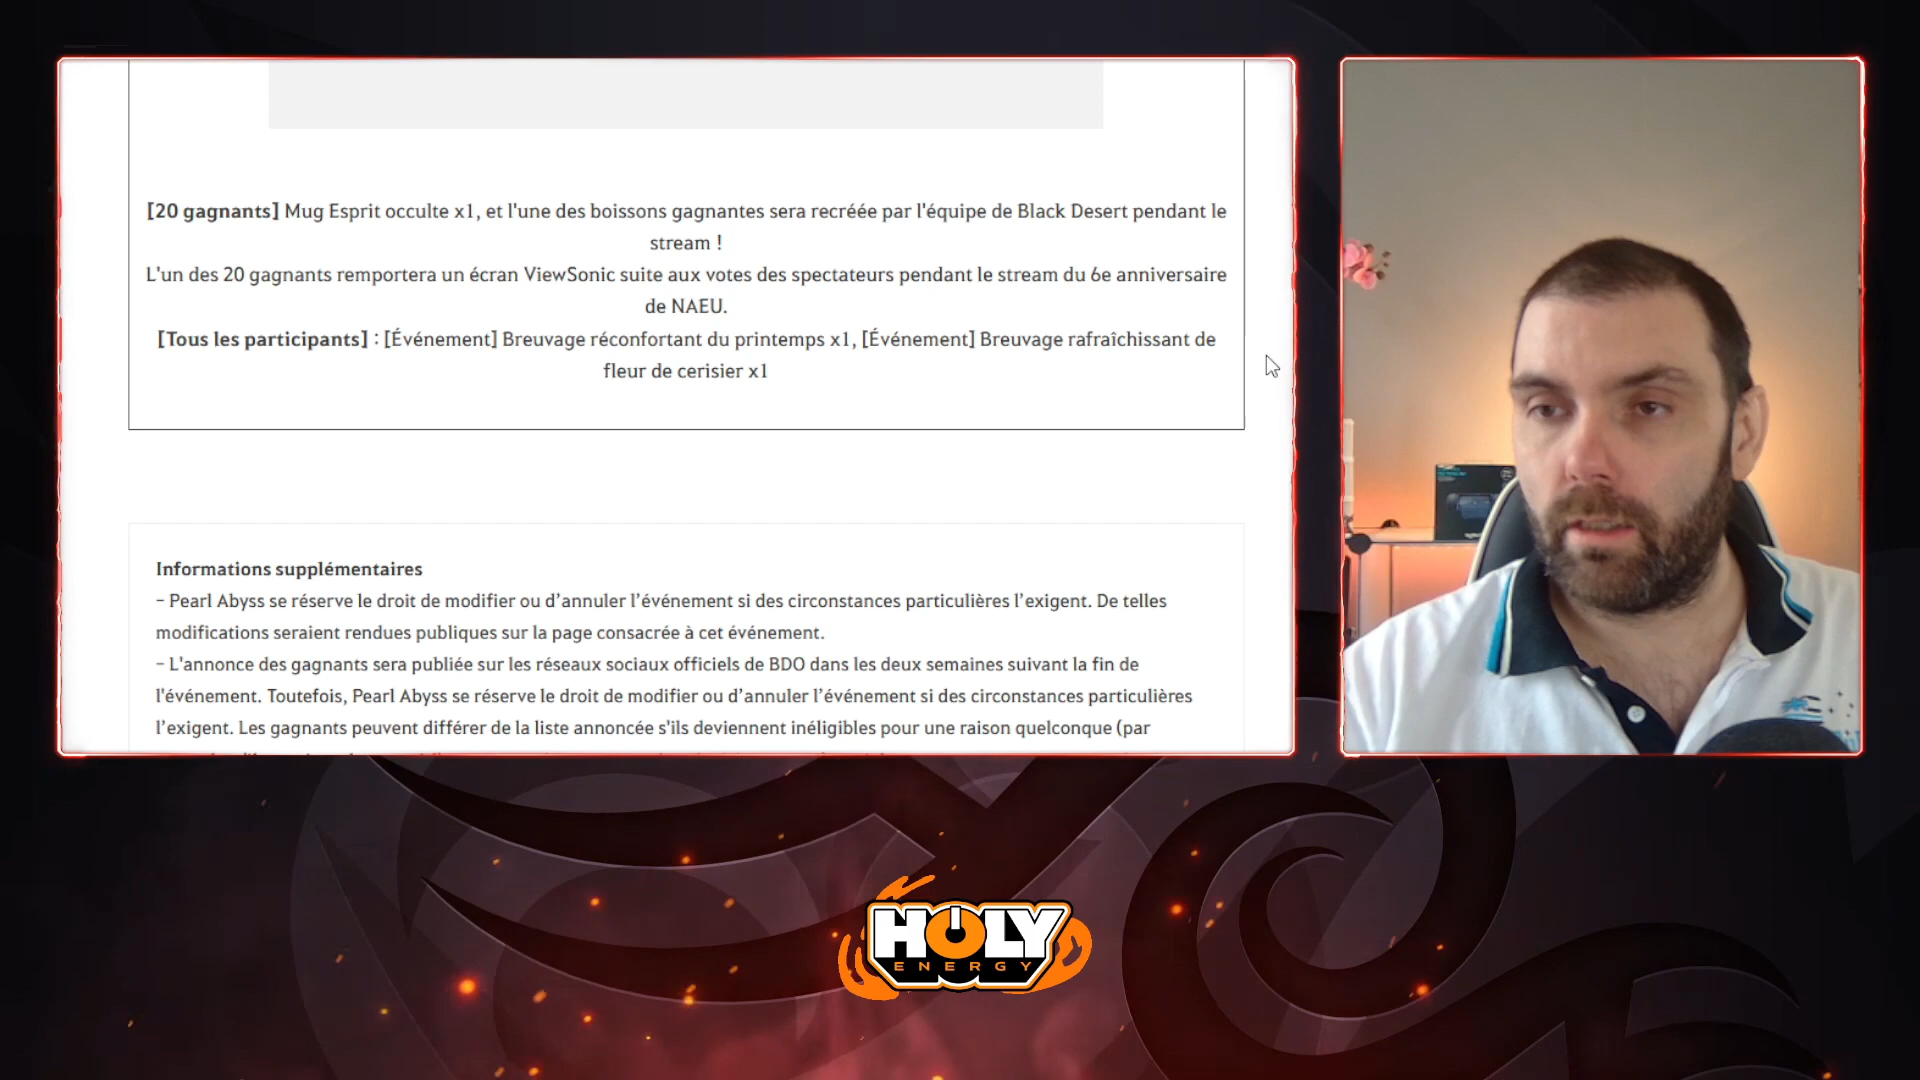 [20 gagnants] Mug Esprit occulte x1, et l'une des boissons gagnantes sera recréée par l'équipe de Black Desert pendant le
stream !
L'un des 20 gagnants remportera un écran ViewSonic suite aux votes des spectateurs pendant le stream du 6e anniversaire
de NAEU.
[Tous les participants] : [Événement] Breuvage réconfortant du printemps x1, [Événement] Breuvage rafraîchissant de
fleur de cerisier x1
Informations supplémentaires
– Pearl Abyss se réserve le droit de modifier ou d’annuler l’événement si des circonstances particulières l’exigent. De telles
modifications seraient rendues publiques sur la page consacrée à cet événement.
– L'annonce des gagnants sera publiée sur les réseaux sociaux officiels de BDO dans les deux semaines suivant la fin de
l'événement. Toutefois, Pearl Abyss se réserve le droit de modifier ou d’annuler l’événement si des circonstances particulières
l’exigent. Les gagnants peuvent différer de la liste annoncée s'ils deviennent inéligibles pour une raison quelconque (par
HOLY
ENERGY